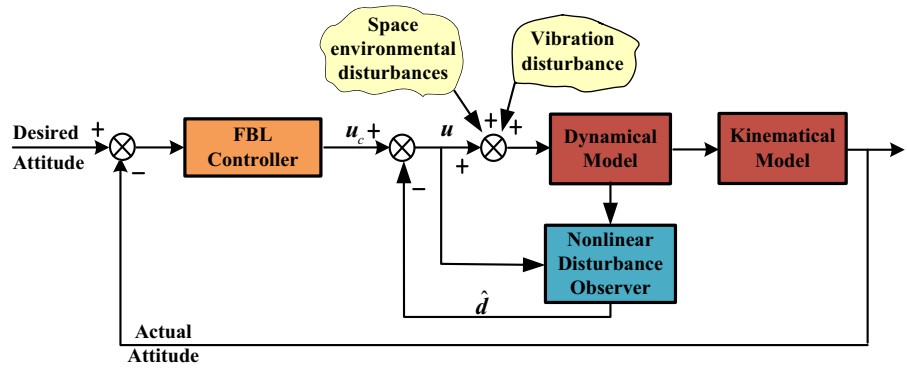 Space
environmental
disturbances
Vibration
disturbance
Desired
Attitude
+
−
FBL
Controller
u_c +
−
u
+
+
+
Dynamical
Model
Kinematical
Model
Nonlinear
Disturbance
Observer
d̂
Actual
Attitude